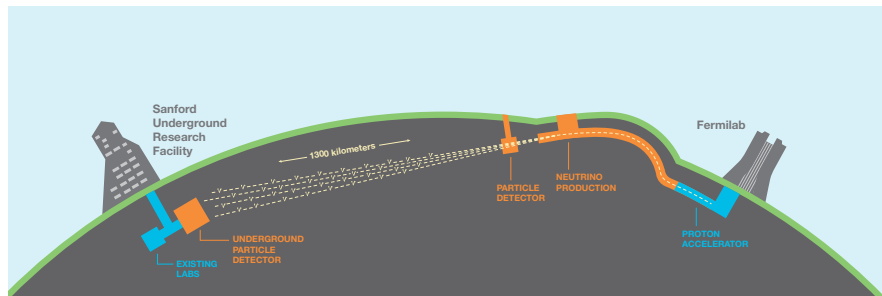 Sanford
Underground
Research
Facility
Fermilab
1300 kilometers
PARTICLE
DETECTOR
NEUTRINO
PRODUCTION
PROTON
ACCELERATOR
UNDERGROUND
PARTICLE
DETECTOR
EXISTING
LABS